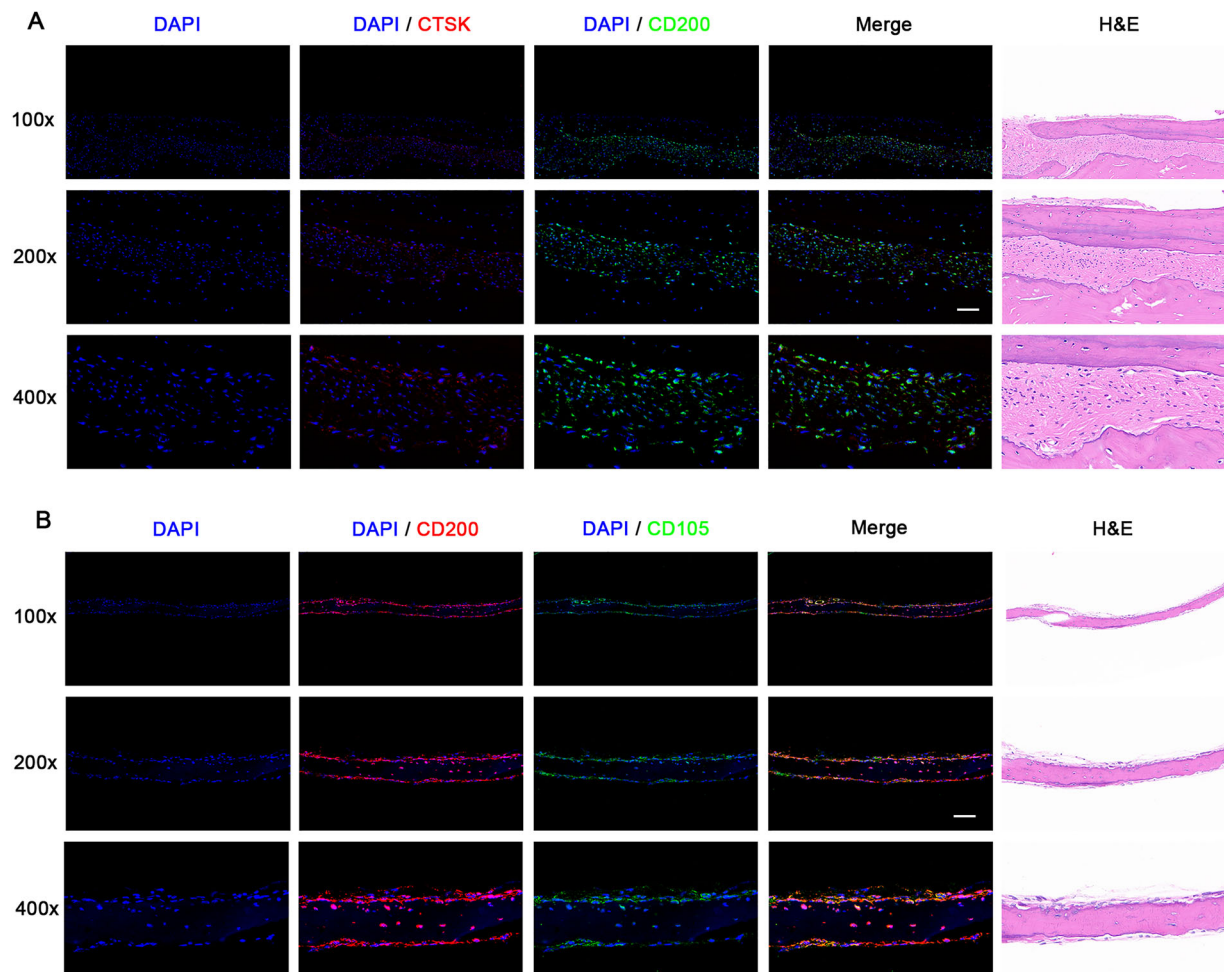 A
DAPI DAPI / CTSK DAPI / CD200 Merge H&E
100x
200x
400x
B
DAPI DAPI / CD200 DAPI / CD105 Merge H&E
100x
200x
400x